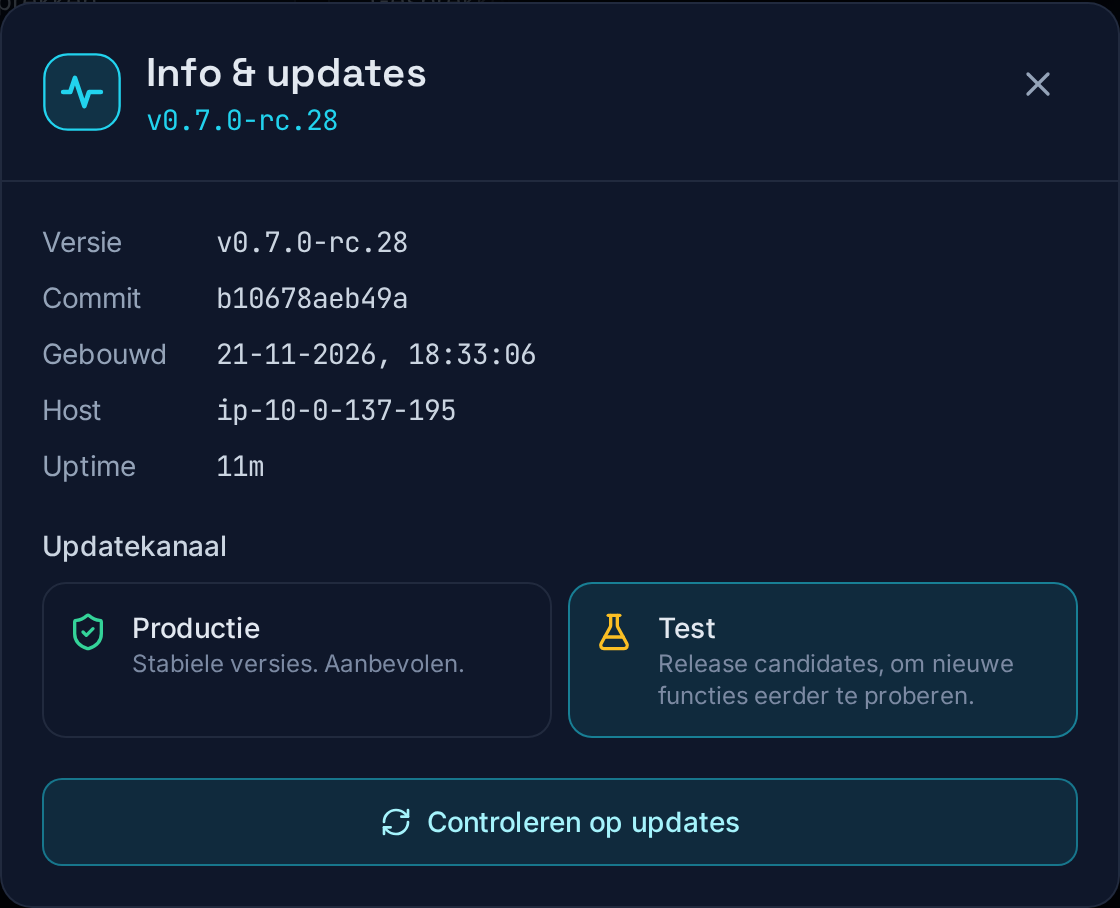 Info & updates
v0.7.0-rc.28
Versie v0.7.0-rc.28
Commit b10678aeb49a
Gebouwd 21-11-2026, 18:33:06
Host ip-10-0-137-195
Uptime 11m
Updatekanaal
Productie
Stabiele versies. Aanbevolen.
Test
Release candidates, om nieuwe
functies eerder te proberen.
Controleren op updates